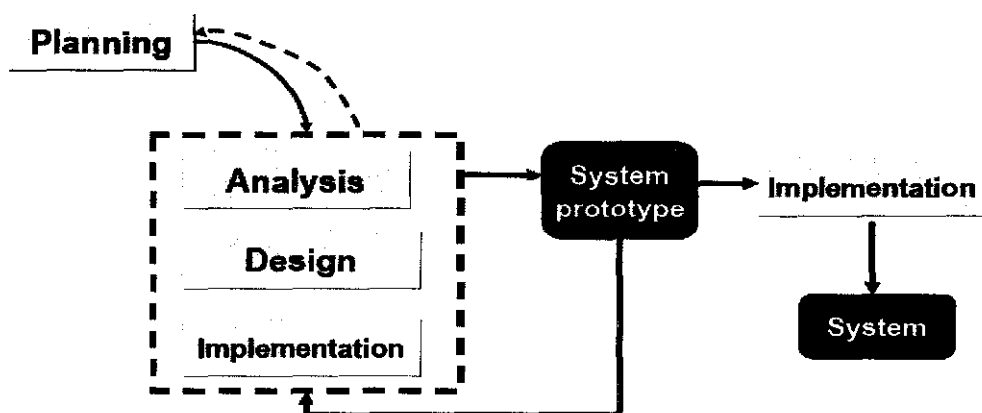 Planning
Analysis
Design
Implementation
System
prototype
Implementation
System